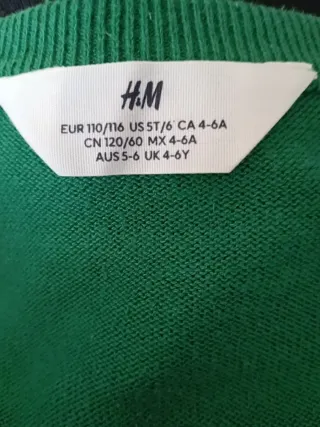 H&M
EUR 110/116 US 5T/6 CA 4-6A
CN 120/60 MX 4-6A
AUS 5-6 UK 4-6Y